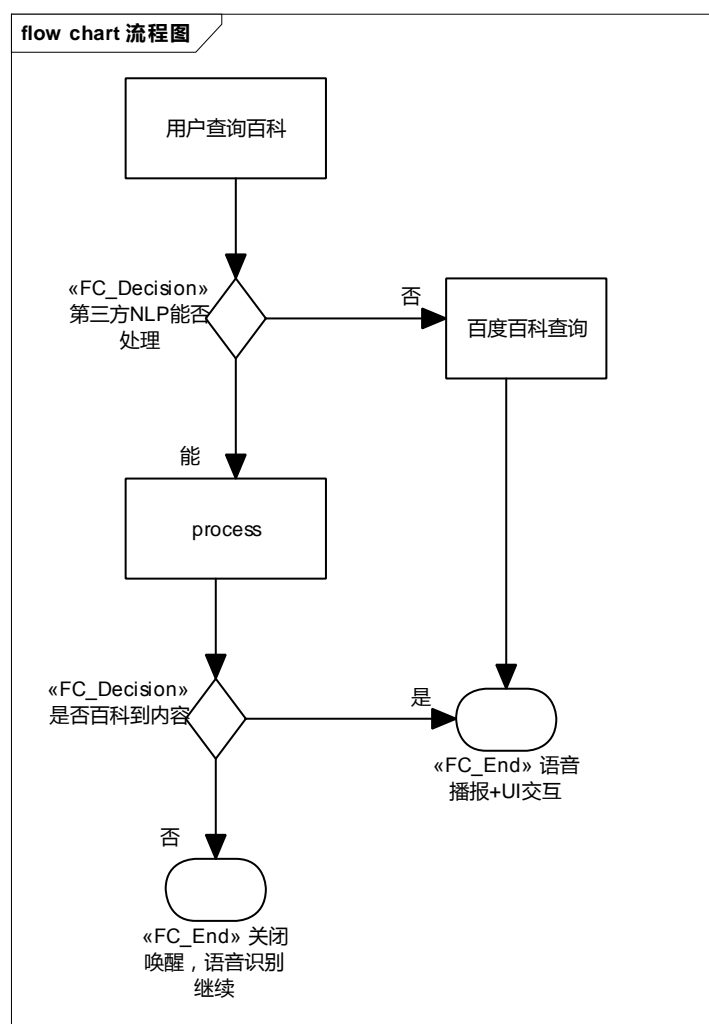 flow chart 流程图
用户查询百科
«FC_Decision»
第三方NLP能否
处理
否
百度百科查询
能
process
«FC_Decision»
是否百科到内容
是
«FC_End» 语音
播报+UI交互
否
«FC_End» 关闭
唤醒，语音识别
继续